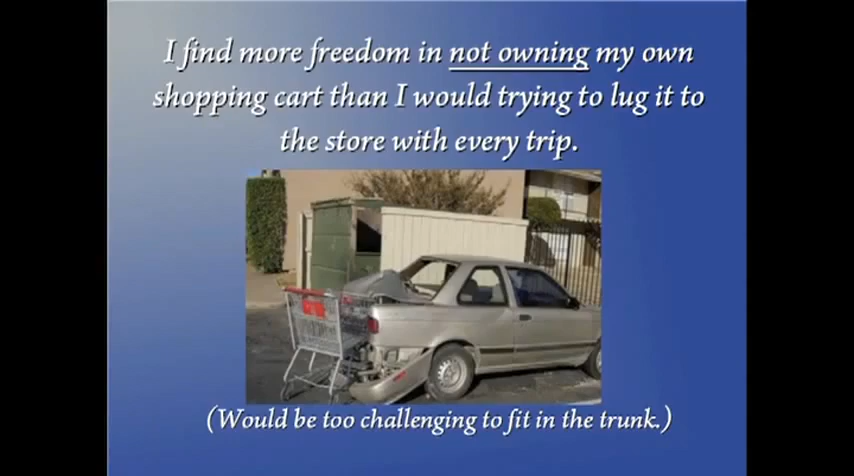 I find more freedom in not owning my own
shopping cart than I would trying to lug it to
the store with every trip.
(Would be too challenging to fit in the trunk.)